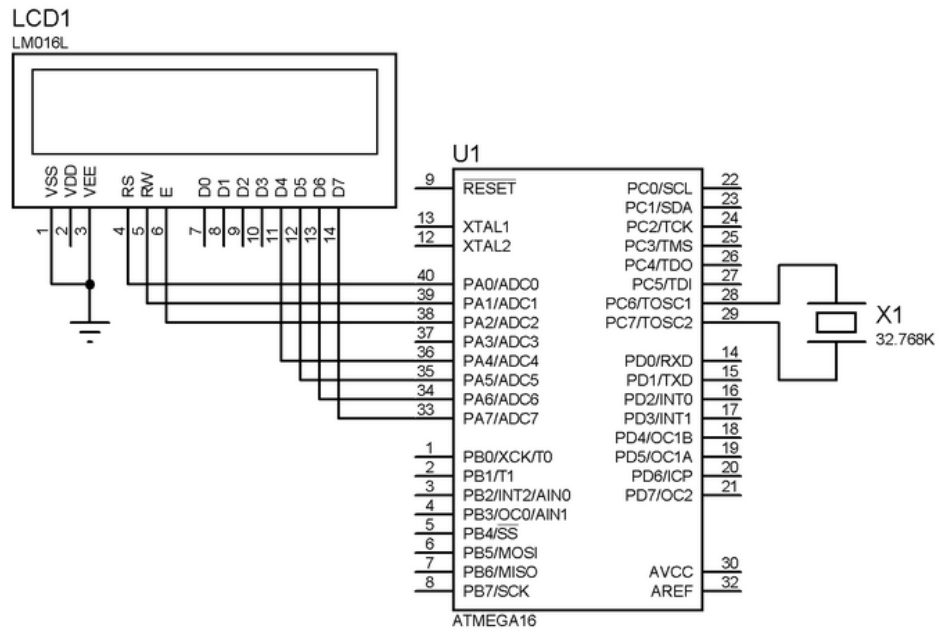 LCD1
LM016L
VSS
VDD
VEE
RS
RW
E
D0
D1
D2
D3
D4
D5
D6
D7
1
2
3
4
5
6
7
8
9
10
11
12
13
14
U1
9 RESET
13 XTAL1
12 XTAL2
40 PA0/ADC0
39 PA1/ADC1
38 PA2/ADC2
37 PA3/ADC3
36 PA4/ADC4
35 PA5/ADC5
34 PA6/ADC6
33 PA7/ADC7
1 PB0/XCK/T0
2 PB1/T1
3 PB2/INT2/AIN0
4 PB3/OC0/AIN1
5 PB4/SS
6 PB5/MOSI
7 PB6/MISO
8 PB7/SCK
PC0/SCL 22
PC1/SDA 23
PC2/TCK 24
PC3/TMS 25
PC4/TDO 26
PC5/TDI 27
PC6/TOSC1 28
PC7/TOSC2 29
PD0/RXD 14
PD1/TXD 15
PD2/INT0 16
PD3/INT1 17
PD4/OC1B 18
PD5/OC1A 19
PD6/ICP 20
PD7/OC2 21
AVCC 30
AREF 32
ATMEGA16
X1
32.768K